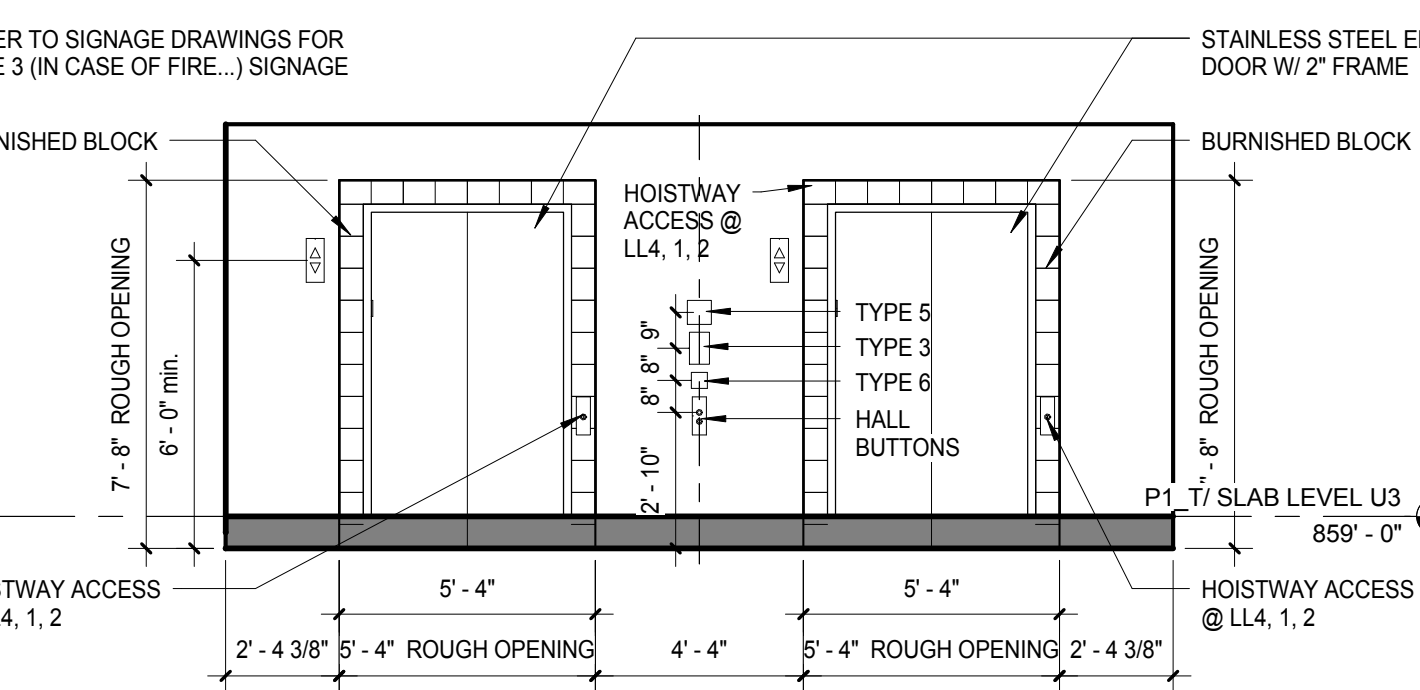 ER TO SIGNAGE DRAWINGS FOR
E 3 (IN CASE OF FIRE...) SIGNAGE
STAINLESS STEEL
DOOR W/ 2" FRAME
NISHED BLOCK
BURNISHED BLOCK
HOISTWAY
ACCESS @
LL4, 1, 2
7' - 8" ROUGH OPENING
6' - 0" min.
9"
8"
8"
2' - 10"
TYPE 5
TYPE 3
TYPE 6
HALL
BUTTONS
' - 8" ROUGH OPENING
P1_T/ SLAB LEVEL U3
859' - 0"
STWAY ACCESS
4, 1, 2
5' - 4"
5' - 4"
HOISTWAY ACCESS
@ LL4, 1, 2
2' - 4 3/8"
5' - 4" ROUGH OPENING
4' - 4"
5' - 4" ROUGH OPENING
2' - 4 3/8"